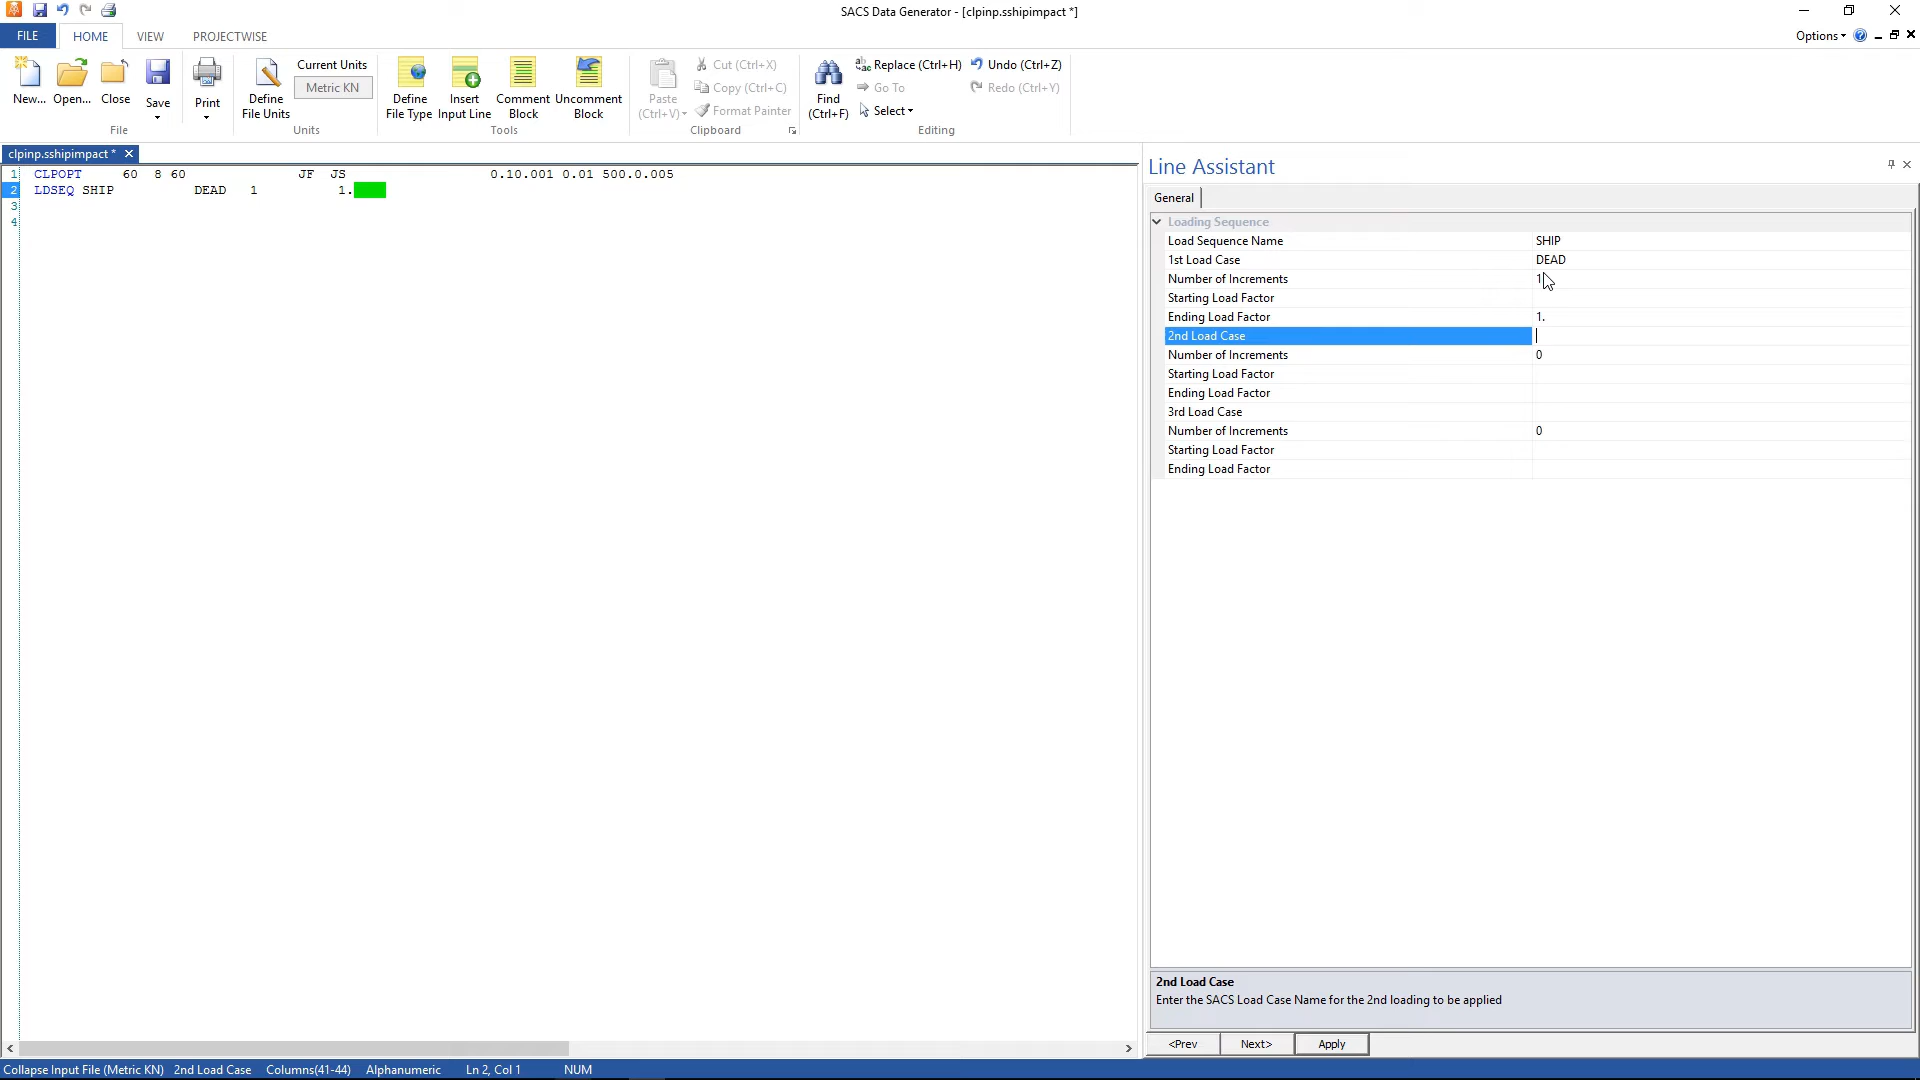 SACS Data Generator - [clpinp.sshipimpact *]
FILE HOME VIEW PROJECTWISE Options
New... Open... Close Save Print
File
Define File Units
Current Units
Metric KN
Units
Define File Type
Insert Input Line
Comment Block
Uncomment Block
Tools
Paste (Ctrl+V)
Cut (Ctrl+X)
Copy (Ctrl+C)
Format Painter
Clipboard
Find (Ctrl+F)
Replace (Ctrl+H)
Go To
Select
Undo (Ctrl+Z)
Redo (Ctrl+Y)
Editing
clpinp.sshipimpact *
1 CLPOPT 60 8 60 JF JS 0.10.001 0.01 500.0.005
2 LDSEQ SHIP DEAD 1 1.
3
4
Line Assistant
General
Loading Sequence
Load Sequence Name SHIP
1st Load Case DEAD
Number of Increments 1
Starting Load Factor
Ending Load Factor 1.
2nd Load Case
Number of Increments 0
Starting Load Factor
Ending Load Factor
3rd Load Case
Number of Increments 0
Starting Load Factor
Ending Load Factor
2nd Load Case
Enter the SACS Load Case Name for the 2nd loading to be applied
<Prev Next> Apply
Collapse Input File (Metric KN) 2nd Load Case Columns(41-44) Alphanumeric Ln 2, Col 1 NUM